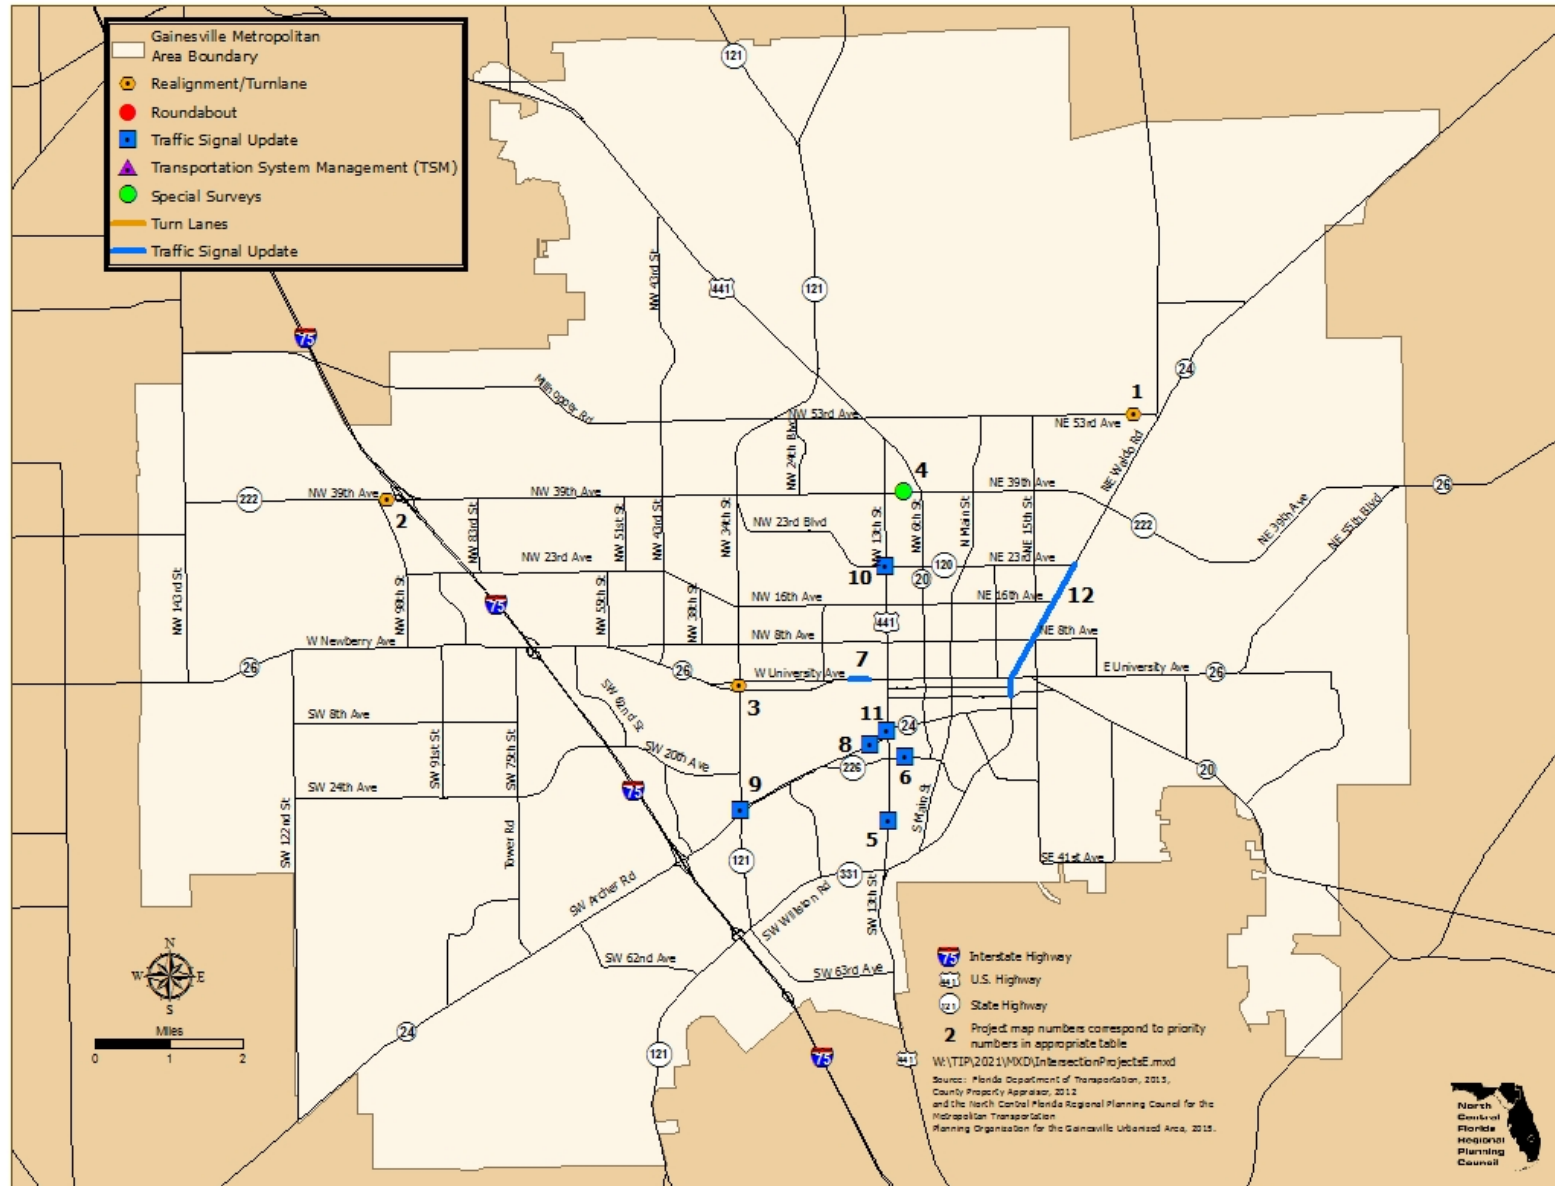 Gainesville Metropolitan
Area Boundary
Realignment/Turnlane
Roundabout
Traffic Signal Update
Transportation System Management (TSM)
Special Surveys
Turn Lanes
Traffic Signal Update
121
441
121
NW 43rd St
75
24
Millhopper Rd
NW 53rd Ave
NE 53rd Ave
1
NW 24th Blvd
NE Waldo Rd
4
222
NW 39th Ave
2
NW 39th Ave
NE 39th Ave
26
222
NE 39th Ave
NE 55th Blvd
NW 83rd St
NW 51st St
NW 43rd St
NW 34th St
NW 23rd Blvd
NW 13th St
NW 6th St
N Main St
NE 15th St
NW 143rd St
NW 98th St
NW 23rd Ave
NW 55th St
NW 38th St
10
120
20
NE 23rd Ave
75
NW 16th Ave
NE 16th Ave
12
441
W Newberry Ave
NW 8th Ave
NE 8th Ave
26
26
W University Ave
7
E University Ave
26
SW 62nd St
3
SW 8th Ave
11
24
SW 91st St
SW 75th St
SW 20th Ave
8
226
6
20
SW 24th Ave
75
9
S Main St
5
SW 122nd St
Tower Rd
121
331
SE 41st Ave
SW Archer Rd
SW Williston Rd
SW 13th St
SW 62nd Ave
SW 63rd Ave
24
121
75
441
N
W
E
S
Miles
0
1
2
75
Interstate Highway
441
U.S. Highway
121
State Highway
2
Project map numbers correspond to priority
numbers in appropriate table
W:\TIP\2021\MXD\IntersectionProjectsE.mxd
Source: Florida Department of Transportation, 2013,
County Property Appraiser, 2012
and the North Central Florida Regional Planning Council for the
Metropolitan Transportation
Planning Organization for the Gainesville Urbanized Area, 2015.
North
Central
Florida
Regional
Planning
Council